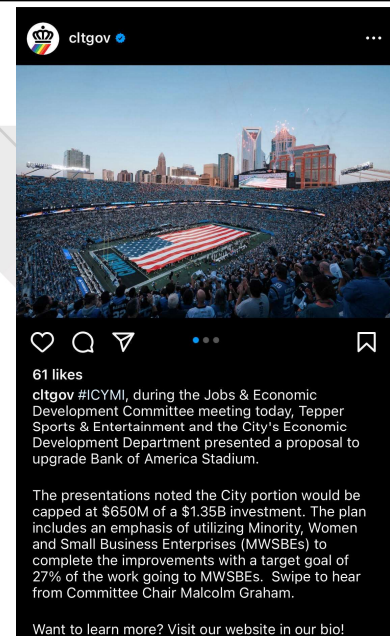 cltgov
61 likes
cltgov #ICYMI, during the Jobs & Economic
Development Committee meeting today, Tepper
Sports & Entertainment and the City's Economic
Development Department presented a proposal to
upgrade Bank of America Stadium.
The presentations noted the City portion would be
capped at $650M of a $1.35B investment. The plan
includes an emphasis of utilizing Minority, Women
and Small Business Enterprises (MWSBEs) to
complete the improvements with a target goal of
27% of the work going to MWSBEs.  Swipe to hear
from Committee Chair Malcolm Graham.
Want to learn more? Visit our website in our bio!